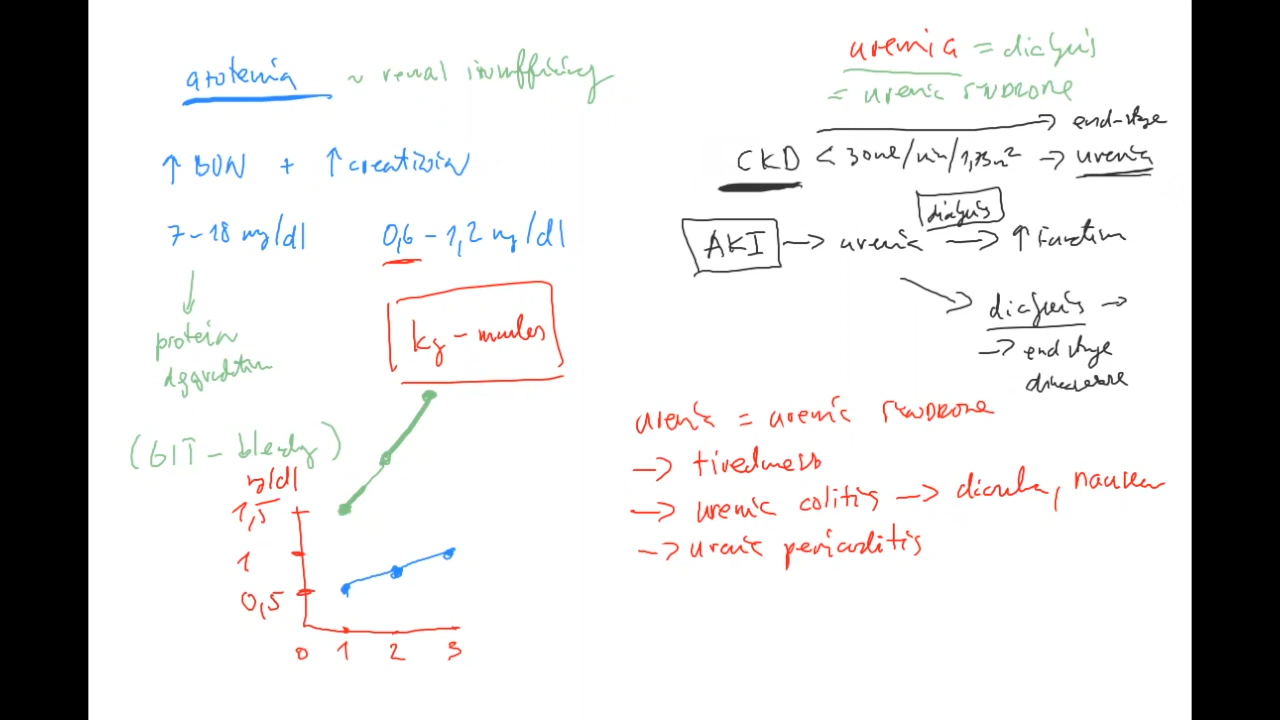 azotemia ~ renal insufficiency
↑ BUN + ↑ creatinin
7-18 mg/dl 0,6 - 1,2 mg/dl
protein
degradation
kg - muscles
(GIT - bleeding)
mg/dl
1,5
1
0,5
0 1 2 3
uremia = dialysis
= uremic SYNDROME
→ end-stage
CKD < 30 ml/min/1,73m² → uremia
dialysis
AKI → uremia → ↑ function
dialysis →
→ end stage
uremia = uremic SYNDROME
→ tiredness
→ uremic colitis → diarrhea, nausea
→ uremic pericarditis